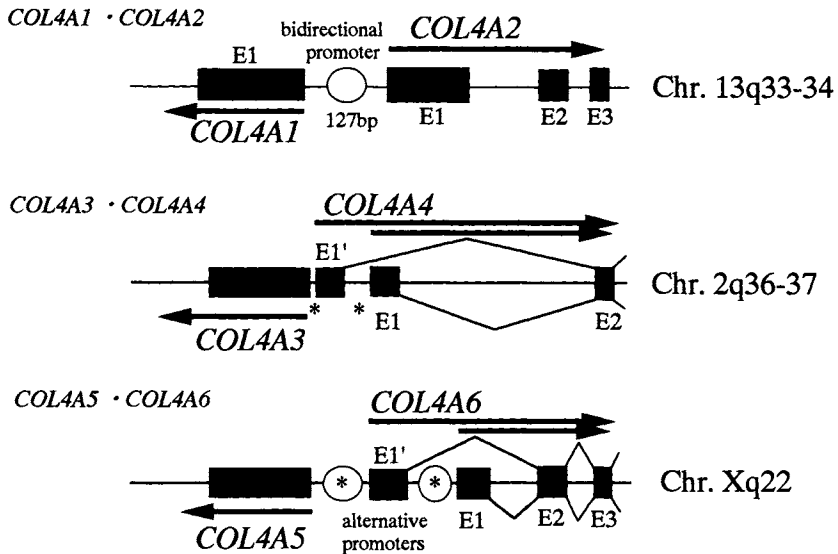 COL4A1 · COL4A2
bidirectional
promoter
COL4A2
E1
127bp
E1
E2
E3
COL4A1
Chr. 13q33-34
COL4A3 · COL4A4
COL4A4
E1'
*
*
E1
E2
COL4A3
Chr. 2q36-37
COL4A5 · COL4A6
COL4A6
E1'
*
*
E1
E2
E3
COL4A5
alternative
promoters
Chr. Xq22